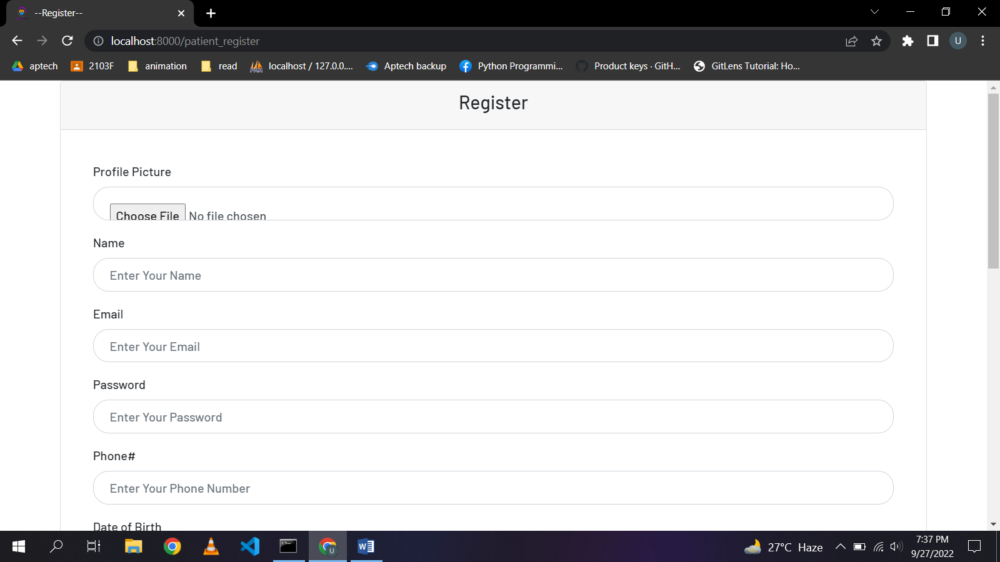 --Register--
localhost:8000/patient_register
U
aptech
2103F
animation
read
localhost / 127.0.0....
Aptech backup
Python Programmi...
Product keys · GitH...
GitLens Tutorial: Ho...
Register
Profile Picture
Choose File No file chosen
Name
Enter Your Name
Email
Enter Your Email
Password
Enter Your Password
Phone#
Enter Your Phone Number
Date of Birth
27°C Haze
7:37 PM
9/27/2022